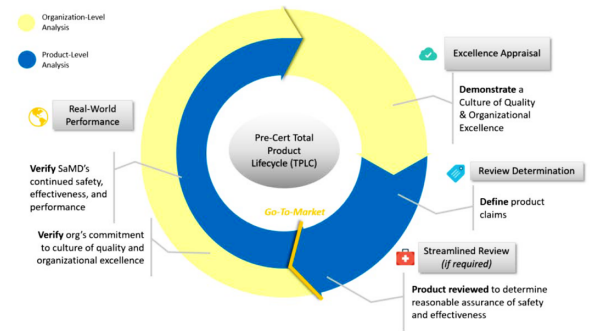 Organization-Level
Analysis
Product-Level
Analysis
Excellence Appraisal
Demonstrate a
Culture of Quality
& Organizational
Excellence
Real-World
Performance
Pre-Cert Total
Product
Lifecycle (TPLC)
Review Determination
Define product
claims
Verify SaMD's
continued safety,
effectiveness, and
performance
Go-To-Market
Verify org's commitment
to culture of quality and
organizational excellence
Streamlined Review
(if required)
Product reviewed to determine
reasonable assurance of safety
and effectiveness